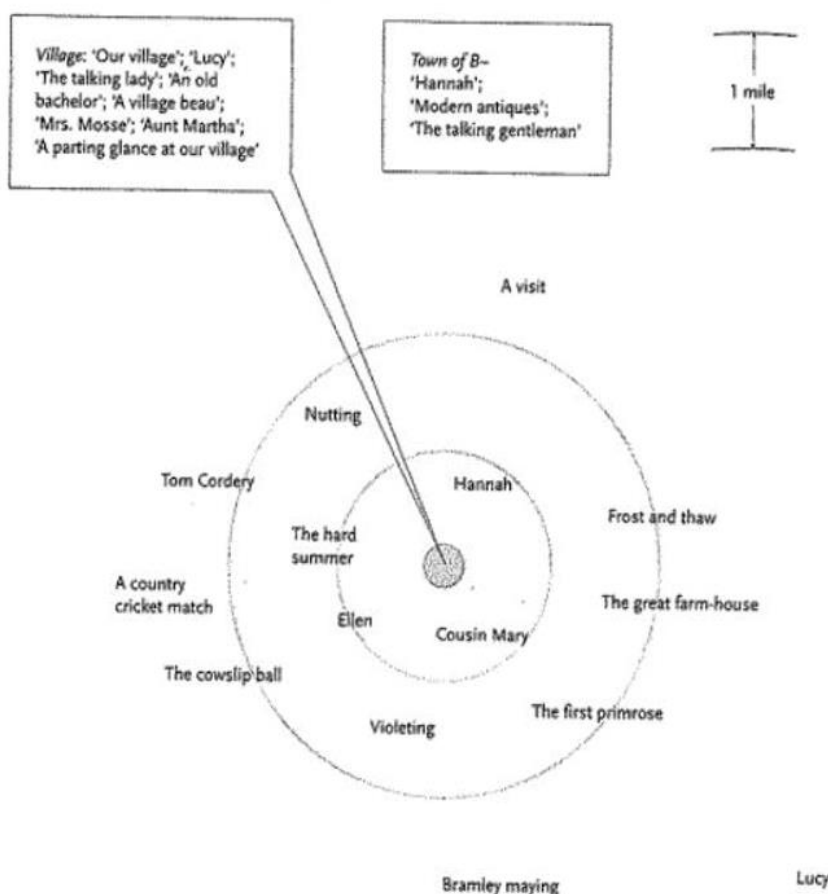 Village: 'Our village'; 'Lucy';
'The talking lady'; 'An old
bachelor'; 'A village beau';
'Mrs. Mosse'; 'Aunt Martha';
'A parting glance at our village'
Town of B~
'Hannah';
'Modern antiques';
'The talking gentleman'
1 mile
A visit
Nutting
Tom Cordery
Hannah
Frost and thaw
The hard
summer
A country
cricket match
The great farm-house
Ellen
Cousin Mary
The cowslip ball
The first primrose
Violeting
Bramley maying
Lucy